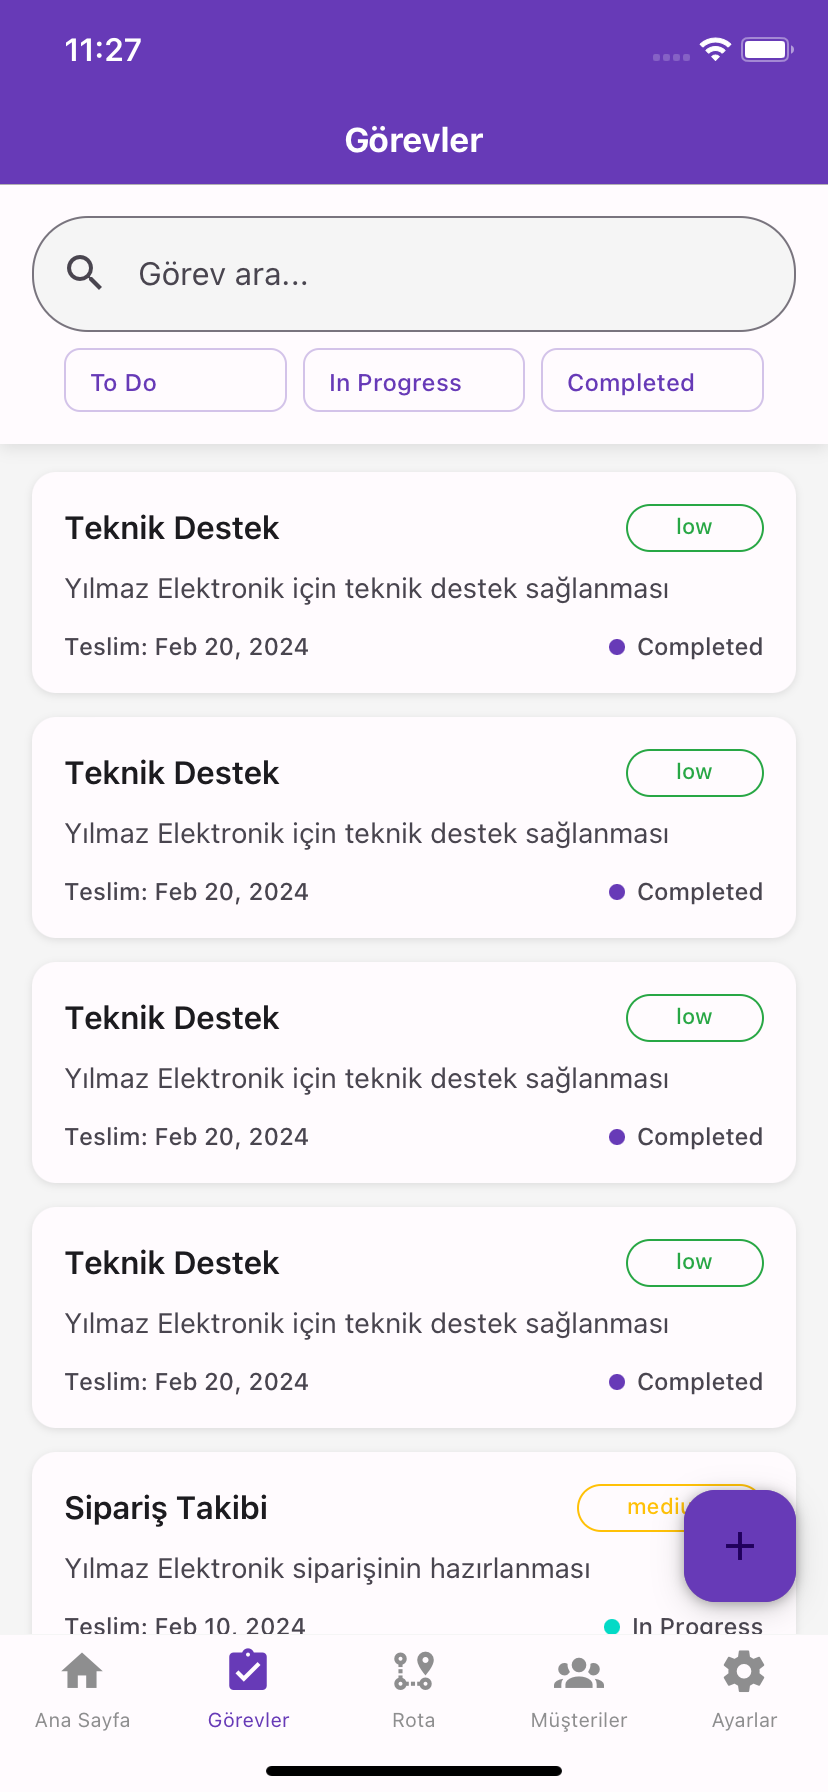 11:27
Görevler
Görev ara...
To Do
In Progress
Completed
Teknik Destek
low
Yılmaz Elektronik için teknik destek sağlanması
Teslim: Feb 20, 2024
Completed
Teknik Destek
low
Yılmaz Elektronik için teknik destek sağlanması
Teslim: Feb 20, 2024
Completed
Teknik Destek
low
Yılmaz Elektronik için teknik destek sağlanması
Teslim: Feb 20, 2024
Completed
Teknik Destek
low
Yılmaz Elektronik için teknik destek sağlanması
Teslim: Feb 20, 2024
Completed
Sipariş Takibi
Yılmaz Elektronik siparişinin hazırlanması
Teslim: Feb 10, 2024
In Progress
Ana Sayfa
Görevler
Rota
Müşteriler
Ayarlar